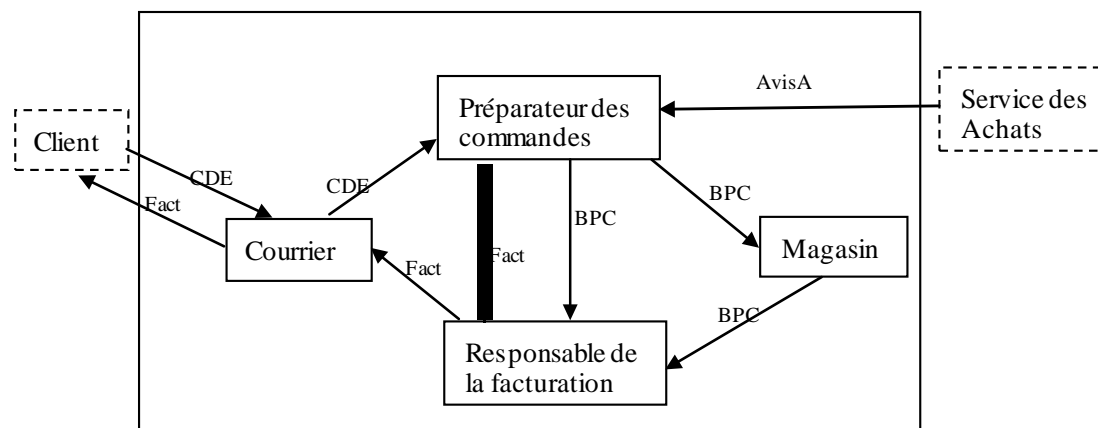 AvisA
Préparateur des
commandes
Service des
Achats
Client
CDE
CDE
Fact
BPC
BPC
Courrier
Fact
Fact
Magasin
BPC
Responsable de
la facturation